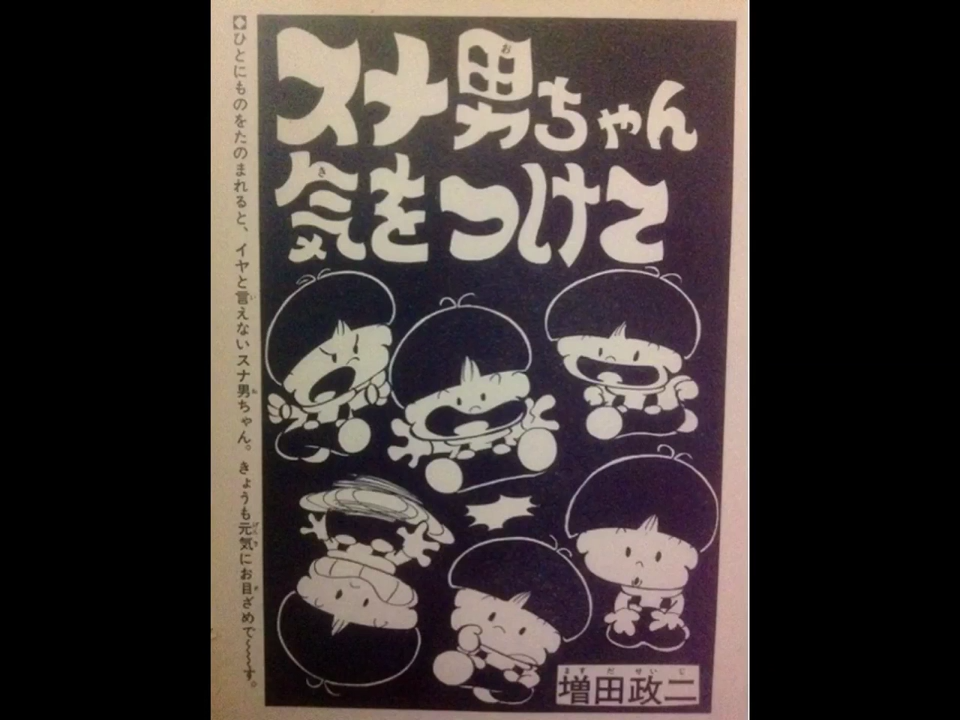 スナ男ちゃん
気をつけて
◆ひとにものをたのまれると、イヤと言えないスナ男ちゃん。きょうも元気にお目ざめで〜〜す。
増田政二